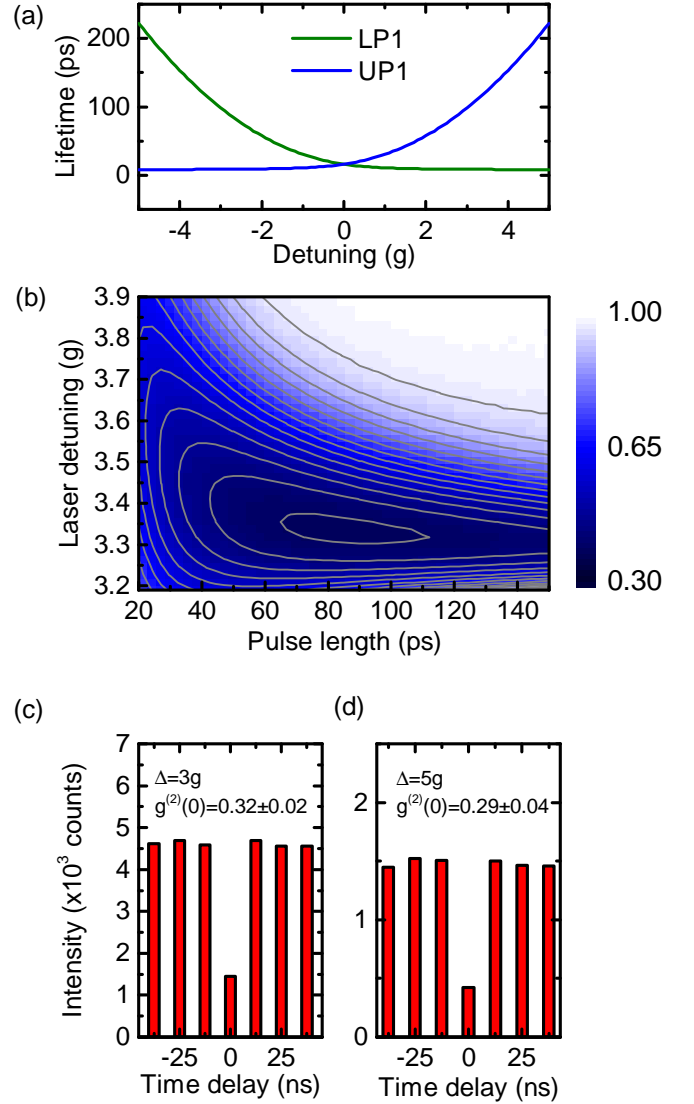 (a)
200
100
0
Lifetime (ps)
LP1
UP1
-4 -2 0 2 4
Detuning (g)
(b)
3.9
3.8
3.7
3.6
3.5
3.4
3.3
3.2
Laser detuning (g)
20 40 60 80 100 120 140
Pulse length (ps)
1.00
0.65
0.30
(c)
7
6
5
4
3
2
1
0
Intensity (x10³ counts)
Δ=3g
g⁽²⁾(0)=0.32±0.02
-25 0 25
Time delay (ns)
(d)
2
1
0
Δ=5g
g⁽²⁾(0)=0.29±0.04
-25 0 25
Time delay (ns)